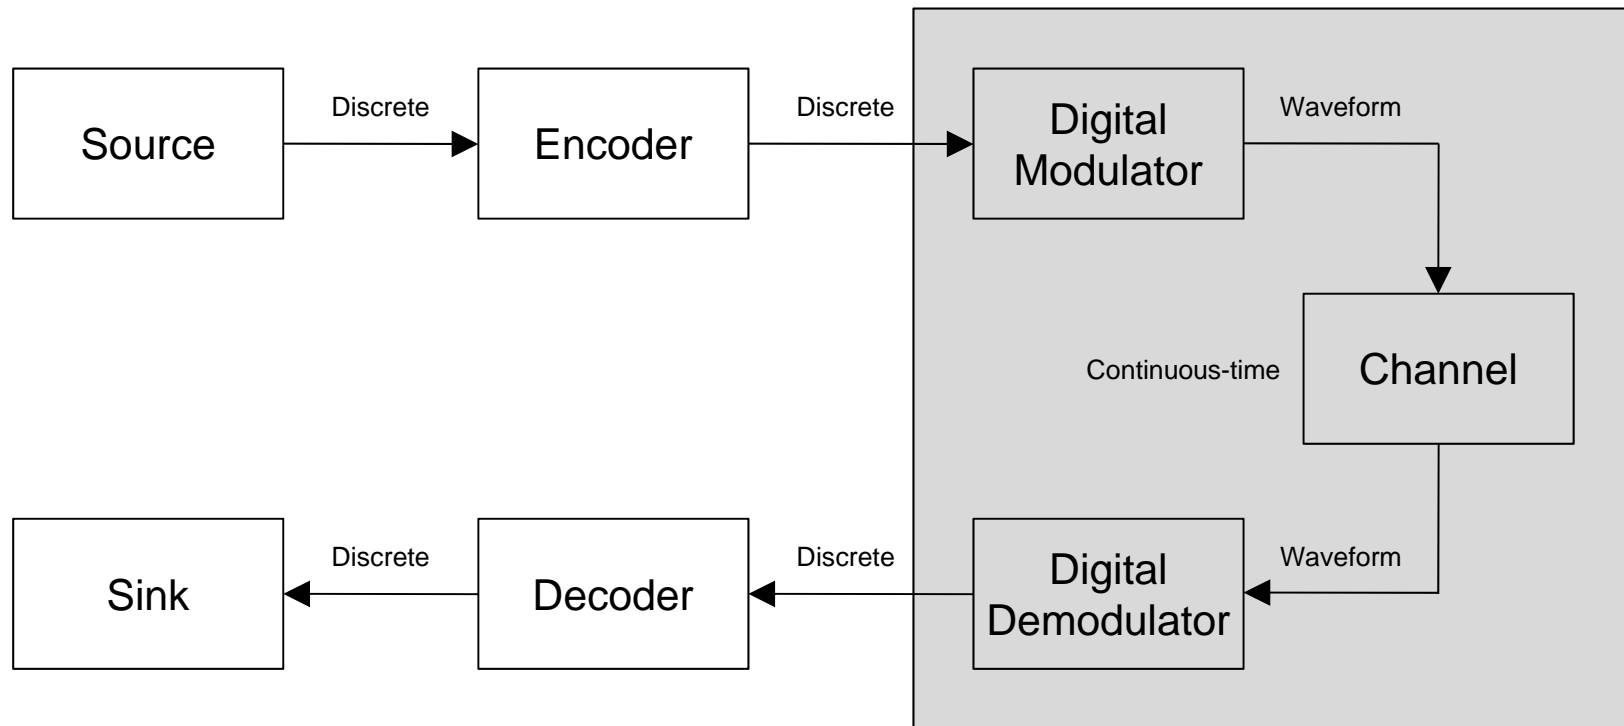 Source
Discrete
Encoder
Discrete
Digital
Modulator
Waveform
Continuous-time
Channel
Sink
Discrete
Decoder
Discrete
Digital
Demodulator
Waveform